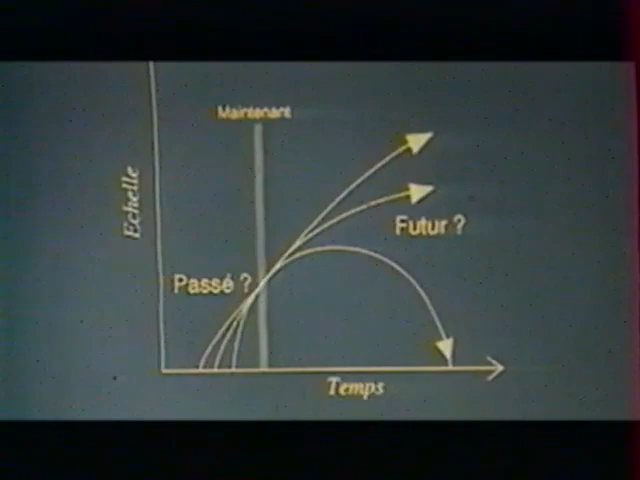 Maintenant
Echelle
Futur ?
Passé ?
Temps